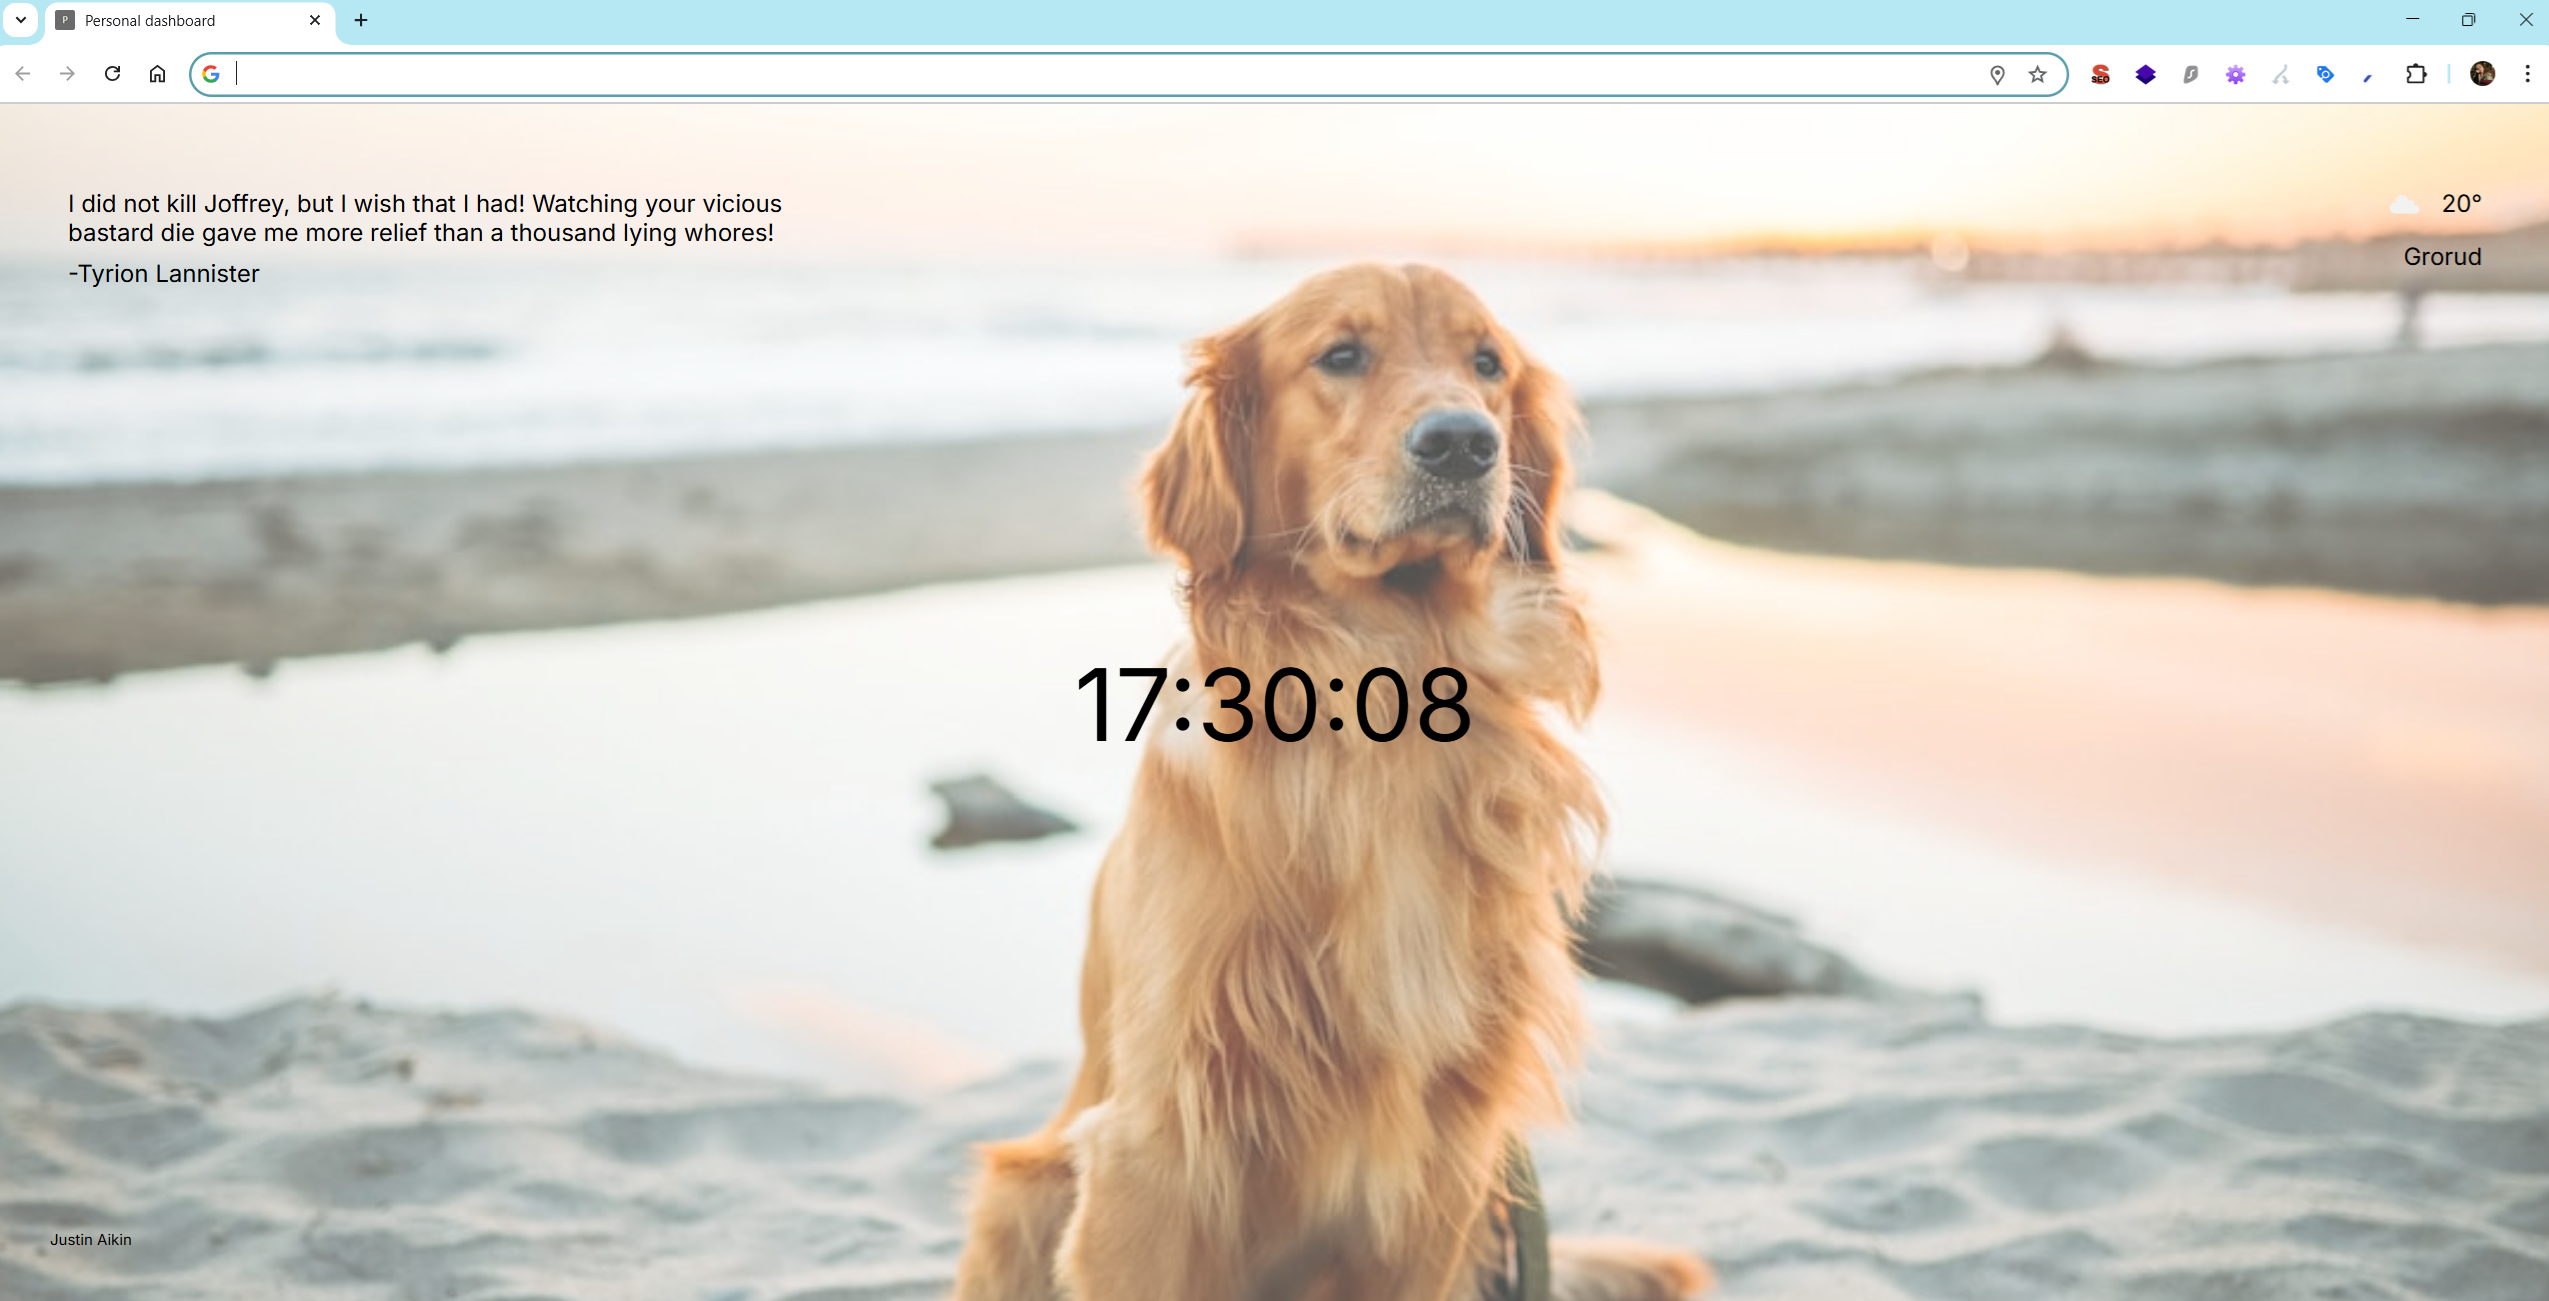 Personal dashboard
I did not kill Joffrey, but I wish that I had! Watching your vicious
bastard die gave me more relief than a thousand lying whores!
-Tyrion Lannister
20°
Grorud
17:30:08
Justin Aikin
P
SEO